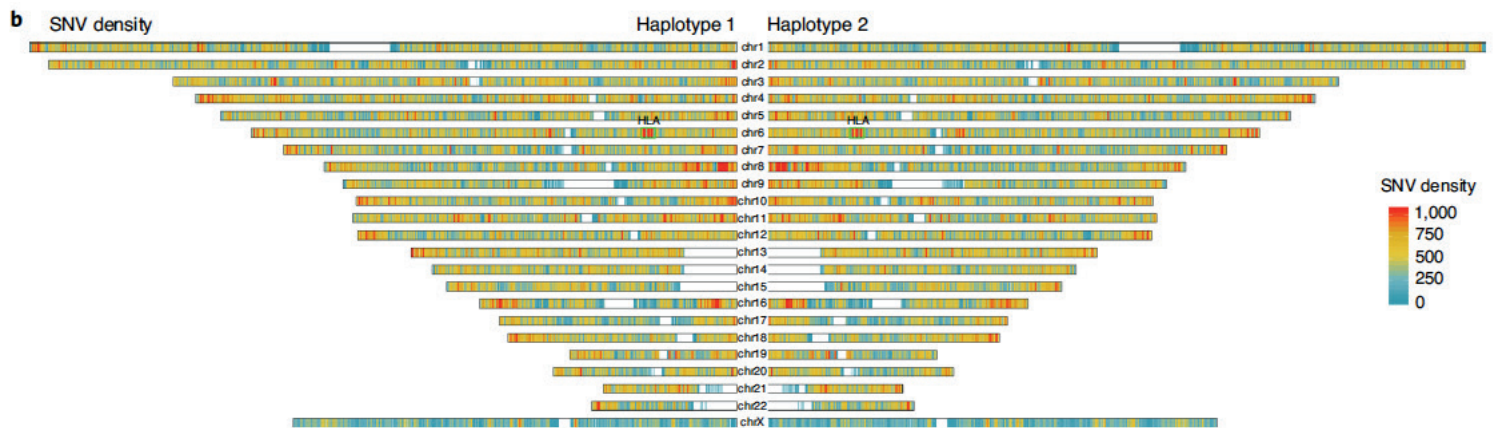 b SNV density Haplotype 1 Haplotype 2
chr1
chr2
chr3
chr4
chr5
HLA HLA
chr6
chr7
chr8
chr9
chr10
chr11
chr12
chr13
chr14
chr15
chr16
chr17
chr18
chr19
chr20
chr21
chr22
chrX
SNV density
1,000
750
500
250
0